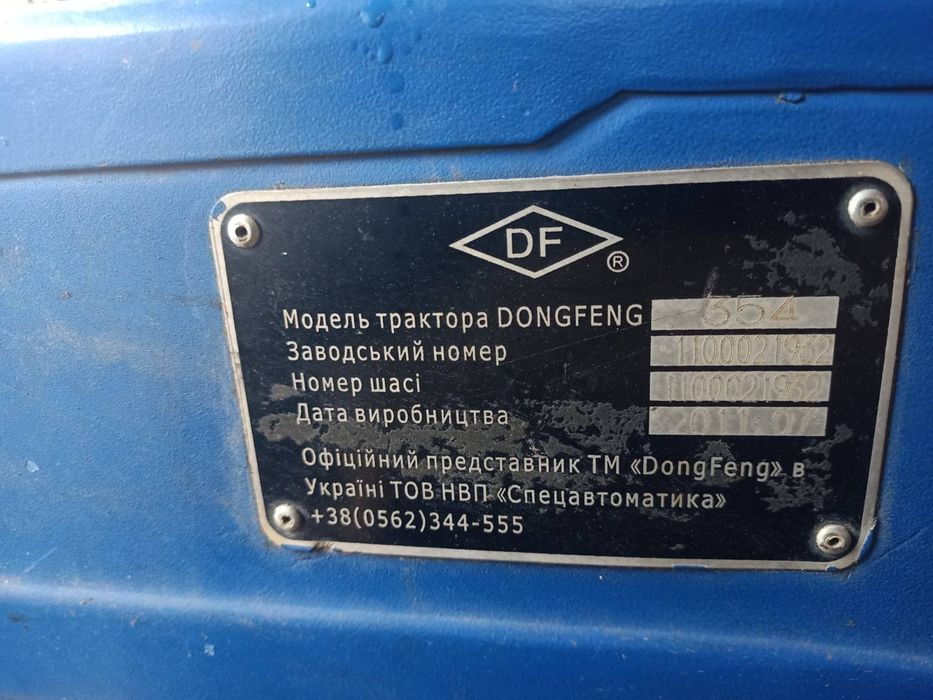 DF ®
Модель трактора DONGFENG 354
Заводський номер 1100021932
Номер шасі 1100021932
Дата виробництва 2011.07
Офіційний представник ТМ «DongFeng» в
Україні ТОВ НВП «Спецавтоматика»
+38(0562)344-555